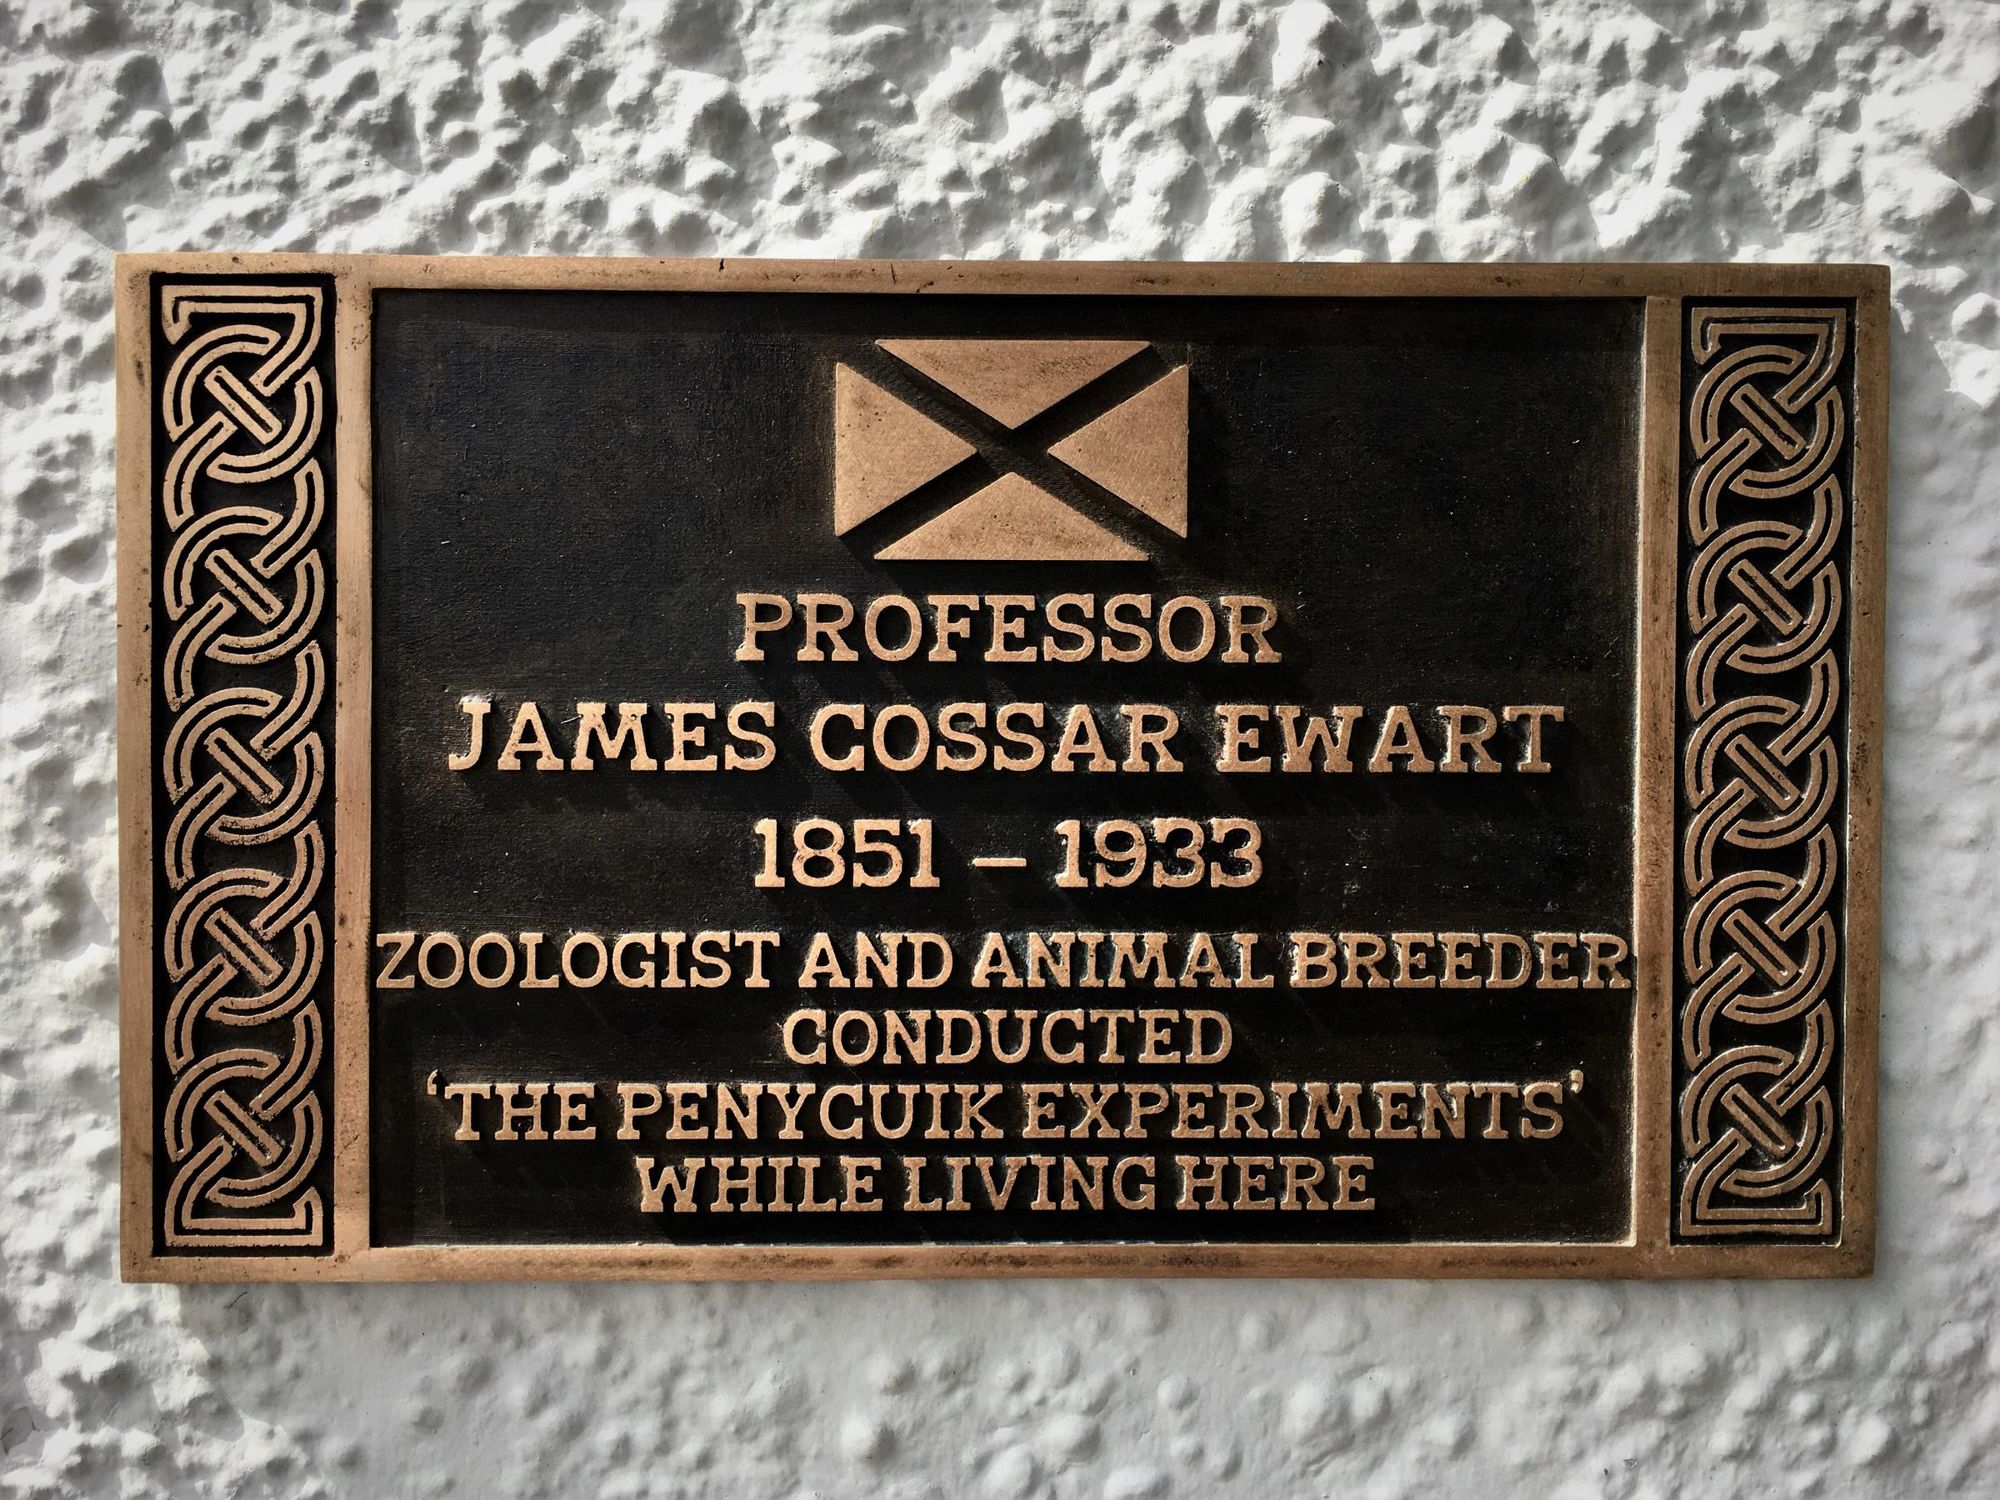 PROFESSOR
JAMES COSSAR EWART
1851 – 1933
ZOOLOGIST AND ANIMAL BREEDER
CONDUCTED
‘THE PENYCUIK EXPERIMENTS’
WHILE LIVING HERE